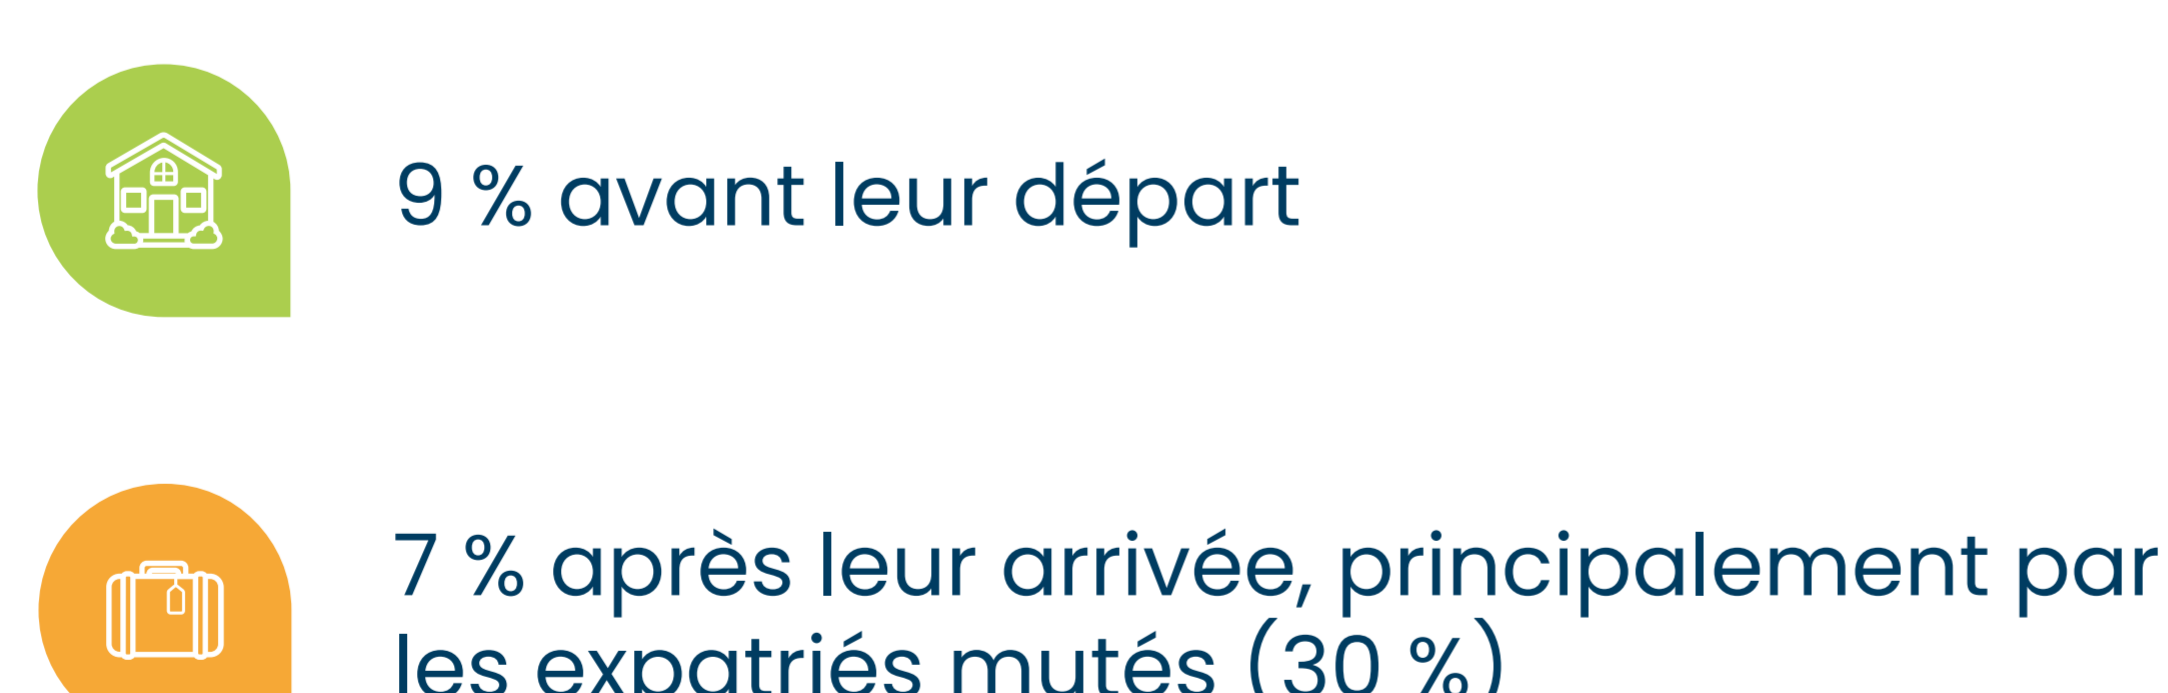 9 % avant leur départ
7 % après leur arrivée, principalement par
les expatriés mutés (30 %)